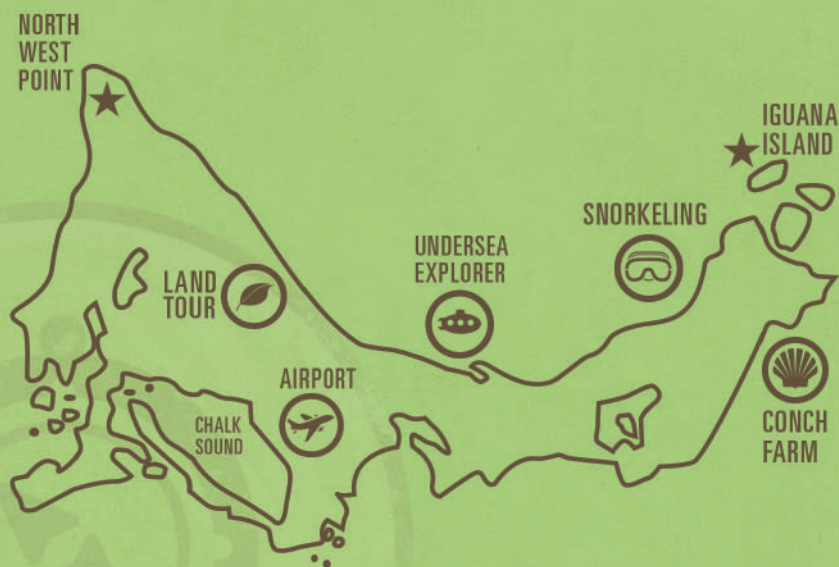 NORTH
WEST
POINT
IGUANA
ISLAND
SNORKELING
UNDERSEA
EXPLORER
LAND
TOUR
AIRPORT
CHALK
SOUND
CONCH
FARM